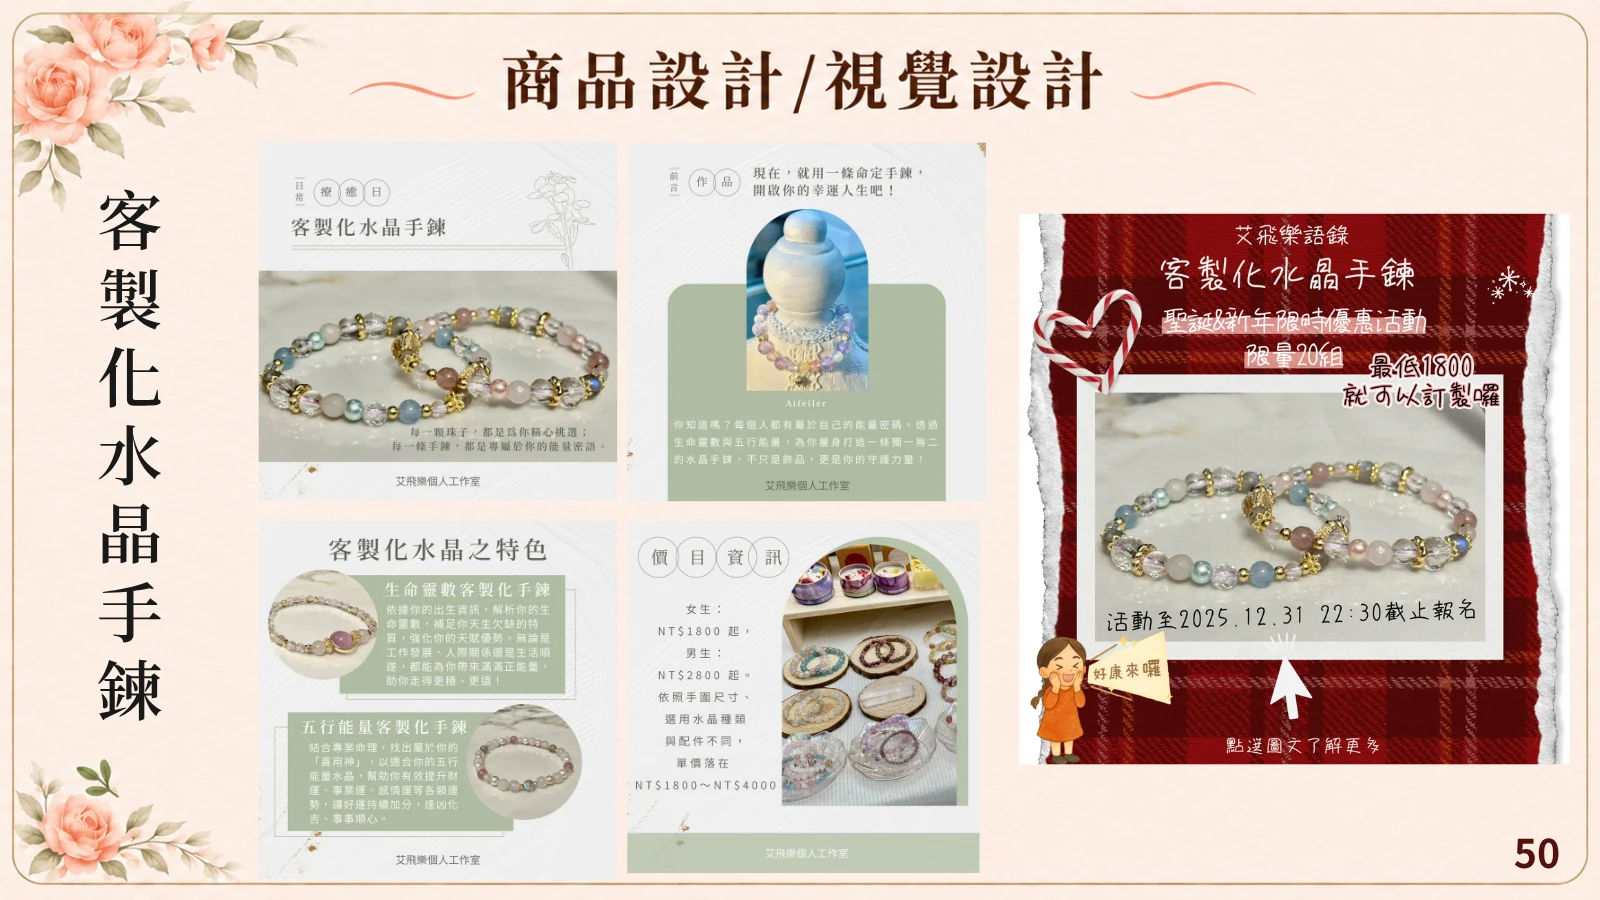 商品設計/視覺設計
客製化水晶手鍊
日常
療癒日
客製化水晶手鍊
每一顆珠子，都是爲你精心挑選；
每一條手鍊，都是專屬於你的能量密語。
艾飛樂個人工作室
前言
作品
現在，就用一條命定手鍊，
開啟你的幸運人生吧！
Aifeiler
你知道嗎？每個人都有屬於自己的能量密碼。透過
生命靈數與五行能量，為你量身打造一條獨一無二
的水晶手鍊，不只是飾品，更是你的守護力量！
艾飛樂個人工作室
客製化水晶之特色
生命靈數客製化手鍊
依據你的出生資訊，解析你的生
命靈數，補足你天生欠缺的特
質，強化你的天賦優勢。無論是
工作發展、人際關係還是生活順
遂，都能為你帶來滿滿正能量，
助你走得更穩、更遠！
五行能量客製化手鍊
結合專業命理，找出屬於你的
「喜用神」，以適合你的五行
能量水晶，幫助你有效提升財
運、事業運、感情運等各類運
勢，讓好運持續加分，逢凶化
吉、事事順心。
艾飛樂個人工作室
價目資訊
女生：
NT$1800 起，
男生：
NT$2800 起。
依照手圍尺寸、
選用水晶種類
與配件不同，
單價落在
NT$1800～NT$4000
艾飛樂個人工作室
艾飛樂語錄
客製化水晶手鍊
聖誕&新年限時優惠活動
限量20組
最低1800
就可以訂製囉
活動至2025.12.31 22:30截止報名
好康來囉
點選圖文了解更多
50